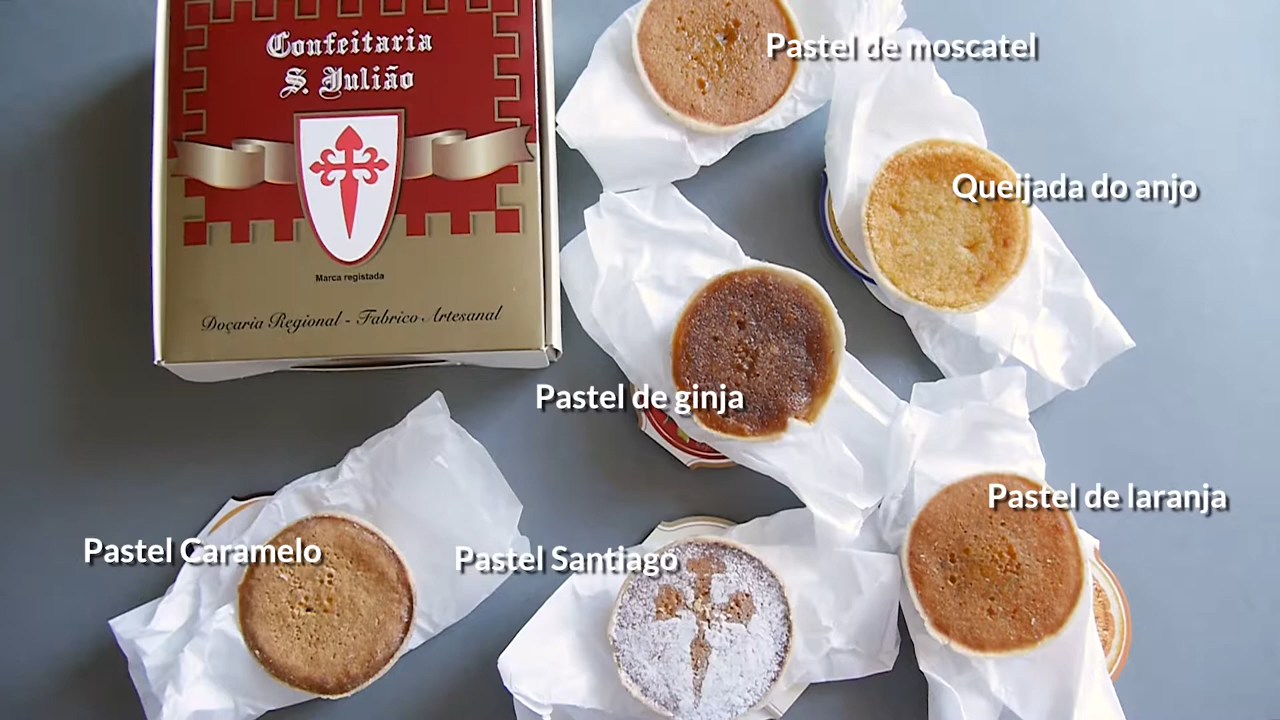 Confeitaria
S. Julião
Marca registada
Doçaria Regional - Fabrico Artesanal
Pastel de moscatel
Queijada do anjo
Pastel de ginja
Pastel de laranja
Pastel Caramelo
Pastel Santiago